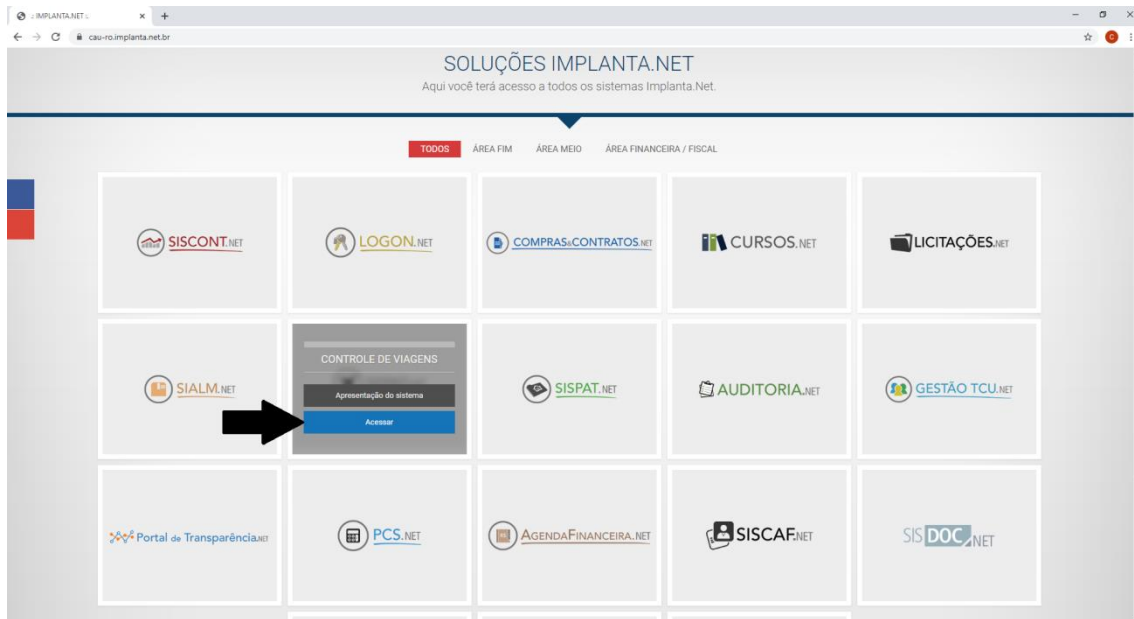 .: IMPLANTA.NET :.
cau-ro.implanta.net.br
C
SOLUÇÕES IMPLANTA.NET
Aqui você terá acesso a todos os sistemas Implanta.Net.
TODOS ÁREA FIM ÁREA MEIO ÁREA FINANCEIRA / FISCAL
SISCONT.NET LOGON.NET COMPRAS&CONTRATOS.NET CURSOS.NET LICITAÇÕES.NET
CONTROLE DE VIAGENS
Apresentação do sistema
Acessar
SIALM.NET SISPAT.NET AUDITORIA.NET GESTÃO TCU.NET
Portal de Transparência.NET PCS.NET AGENDAFINANCEIRA.NET SISCAF.NET SISDOC.NET